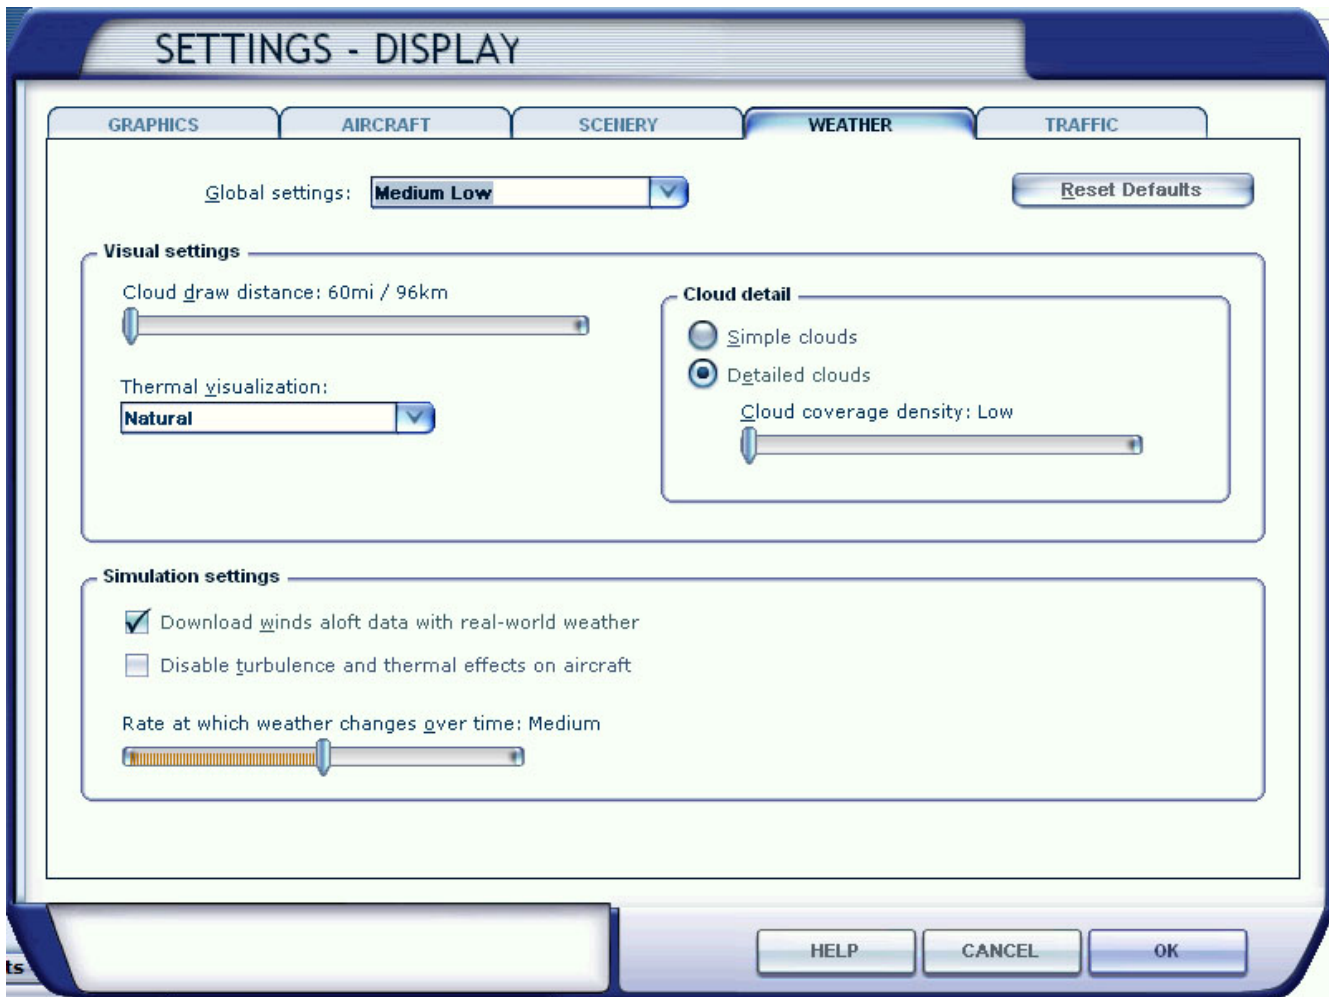 SETTINGS - DISPLAY
GRAPHICS AIRCRAFT SCENERY WEATHER TRAFFIC
Global settings: Medium Low Reset Defaults
Visual settings
Cloud draw distance: 60mi / 96km
Cloud detail
Simple clouds
Detailed clouds
Thermal visualization:
Natural
Cloud coverage density: Low
Simulation settings
Download winds aloft data with real-world weather
Disable turbulence and thermal effects on aircraft
Rate at which weather changes over time: Medium
HELP CANCEL OK
ts